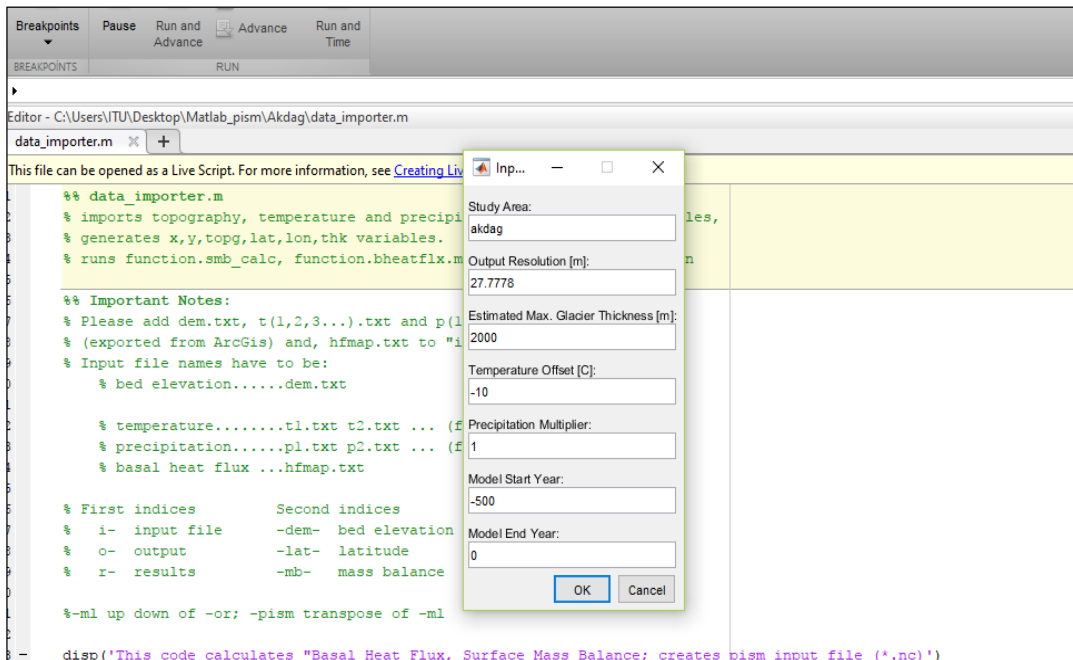 Breakpoints Pause Run and Advance Advance Run and Time
BREAKPOINTS RUN
Editor - C:\Users\ITU\Desktop\Matlab_pism\Akdag\data_importer.m
data_importer.m
This file can be opened as a Live Script. For more information, see Creating Liv
%% data_importer.m
% imports topography, temperature and precipi les,
% generates x,y,topg,lat,lon,thk variables.
% runs function.smb_calc, function.bheatflx.m n
%% Important Notes:
% Please add dem.txt, t(1,2,3...).txt and p(1
% (exported from ArcGis) and, hfmap.txt to "i
% Input file names have to be:
% bed elevation......dem.txt
% temperature........t1.txt t2.txt ... (f
% precipitation......p1.txt p2.txt ... (f
% basal heat flux ...hfmap.txt
% First indices Second indices
% i- input file -dem- bed elevation
% o- output -lat- latitude
% r- results -mb- mass balance
%-ml up down of -or; -pism transpose of -ml
disp('This code calculates "Basal Heat Flux, Surface Mass Balance; creates pism input file (*.nc)')
Inp...
Study Area:
akdag
Output Resolution [m]:
27.7778
Estimated Max. Glacier Thickness [m]:
2000
Temperature Offset [C]:
-10
Precipitation Multiplier:
1
Model Start Year:
-500
Model End Year:
0
OK Cancel